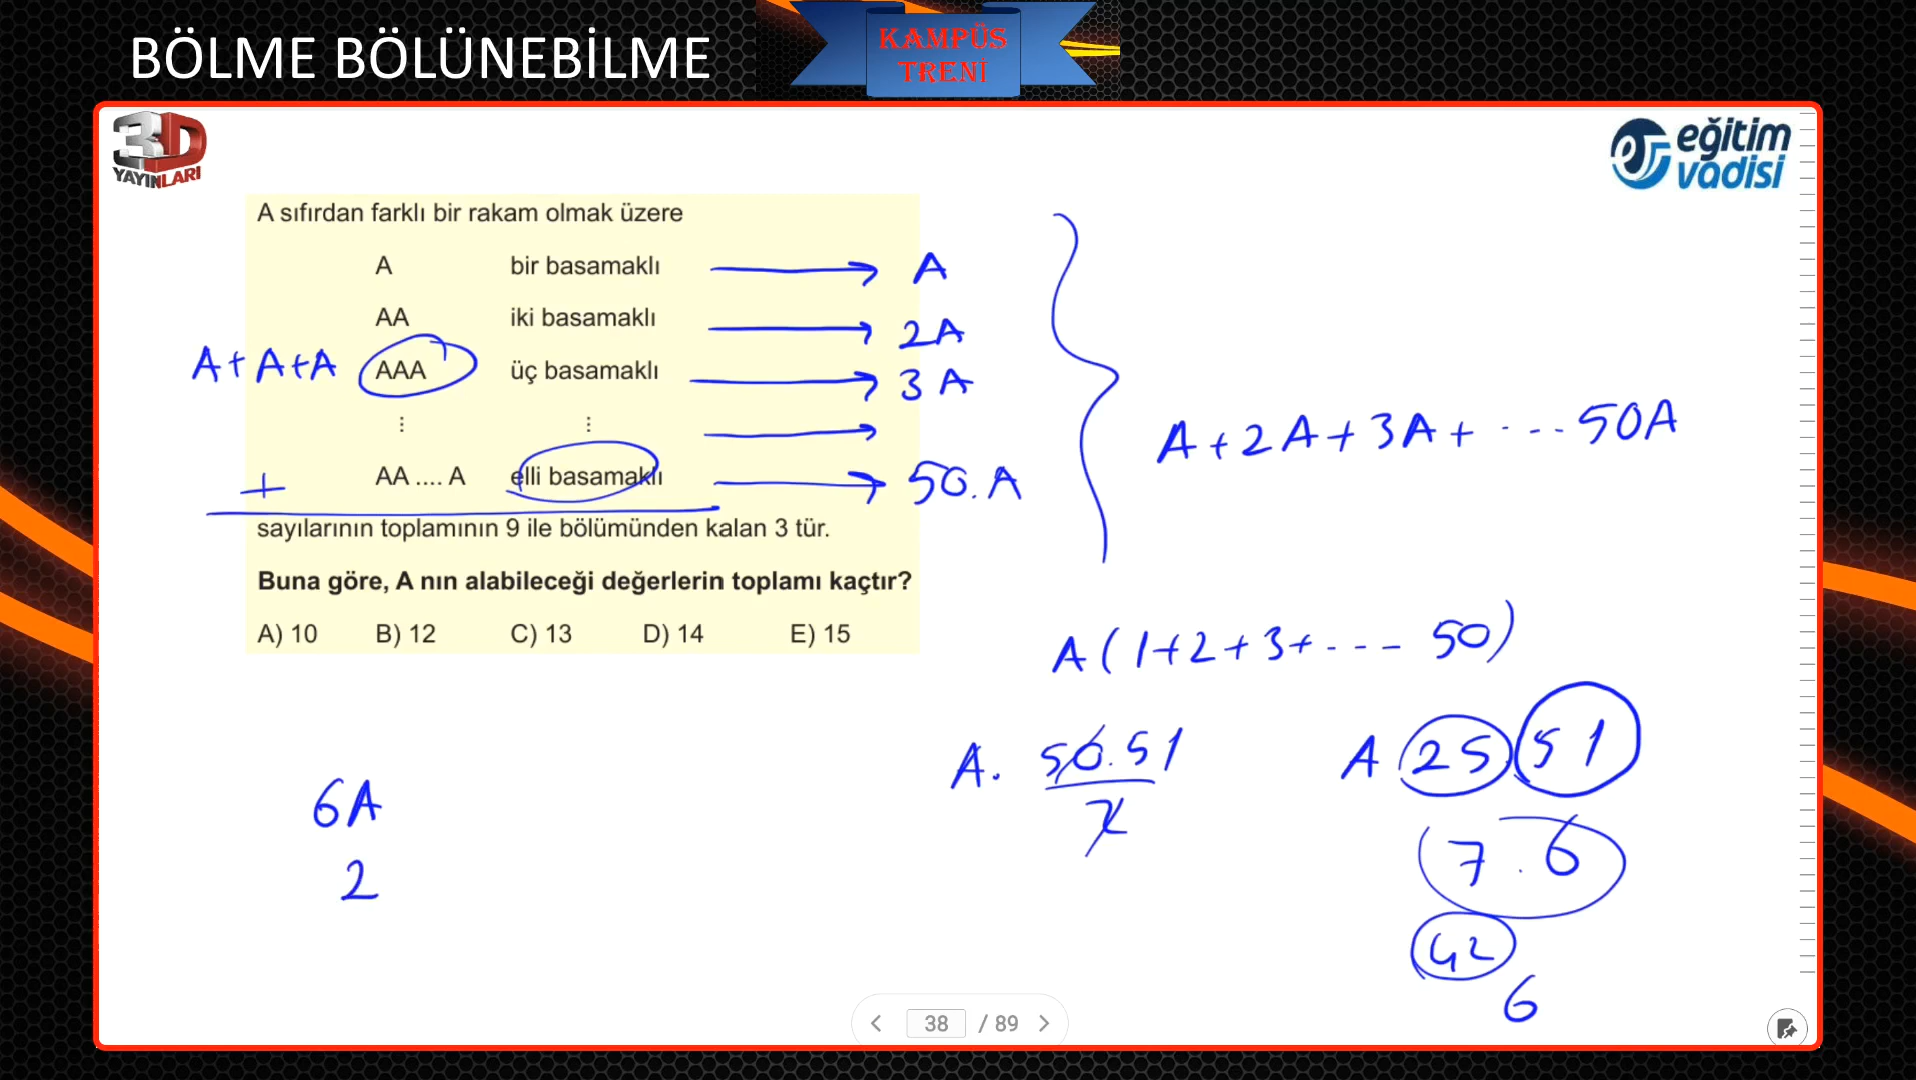 BÖLME BÖLÜNEBİLME
KAMPÜS
TRENİ
3D
YAYINLARI
eğitim
vadisi
A sıfırdan farklı bir rakam olmak üzere
A bir basamaklı A
AA iki basamaklı 2A
A+A+A AAA üç basamaklı 3A
⋮ ⋮
+ AA .... A elli basamaklı 50.A
A+2A+3A+ ---- 50A
sayılarının toplamının 9 ile bölümünden kalan 3 tür.
Buna göre, A nın alabileceği değerlerin toplamı kaçtır?
A) 10 B) 12 C) 13 D) 14 E) 15
A(1+2+3+ ---- 50)
A. 50.51
2
A 25 51
7.6
42
6
6A
2
38 / 89